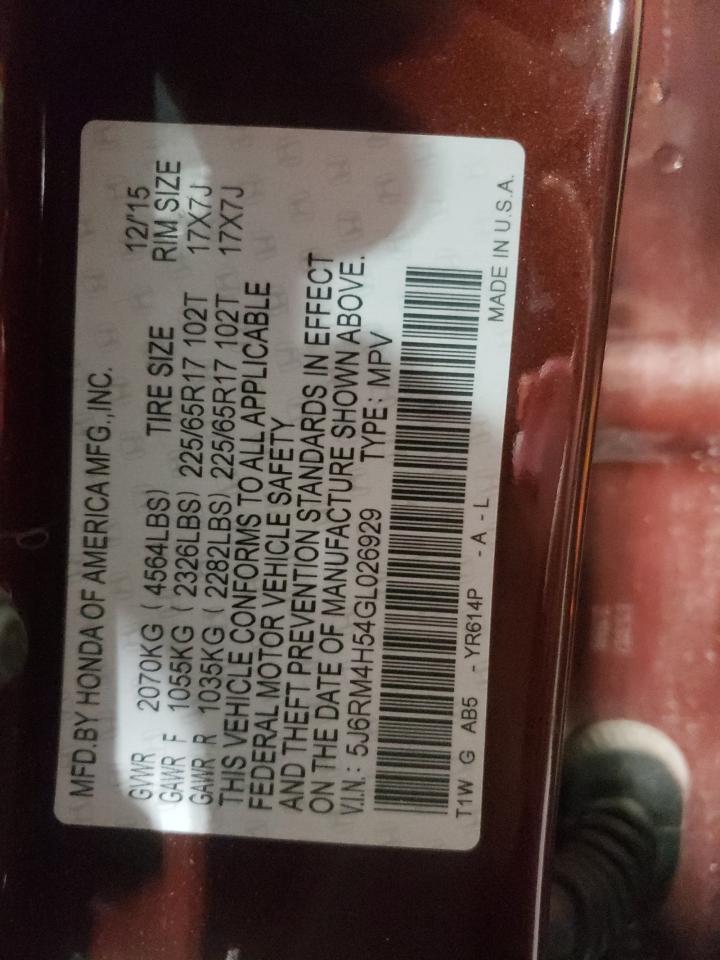 MFD.BY HONDA OF AMERICA MFG.,INC.
12/'15
GVWR 2070KG ( 4564LBS) TIRE SIZE RIM SIZE
GAWR F 1055KG ( 2326LBS) 225/65R17 102T 17X7J
GAWR R 1035KG ( 2282LBS) 225/65R17 102T 17X7J
THIS VEHICLE CONFORMS TO ALL APPLICABLE
FEDERAL MOTOR VEHICLE SAFETY
AND THEFT PREVENTION STANDARDS IN EFFECT
ON THE DATE OF MANUFACTURE SHOWN ABOVE.
V.I.N.: 5J6RM4H54GL026929 TYPE: MPV
T1W G AB5 - YR614P - A - L
MADE IN U.S.A.